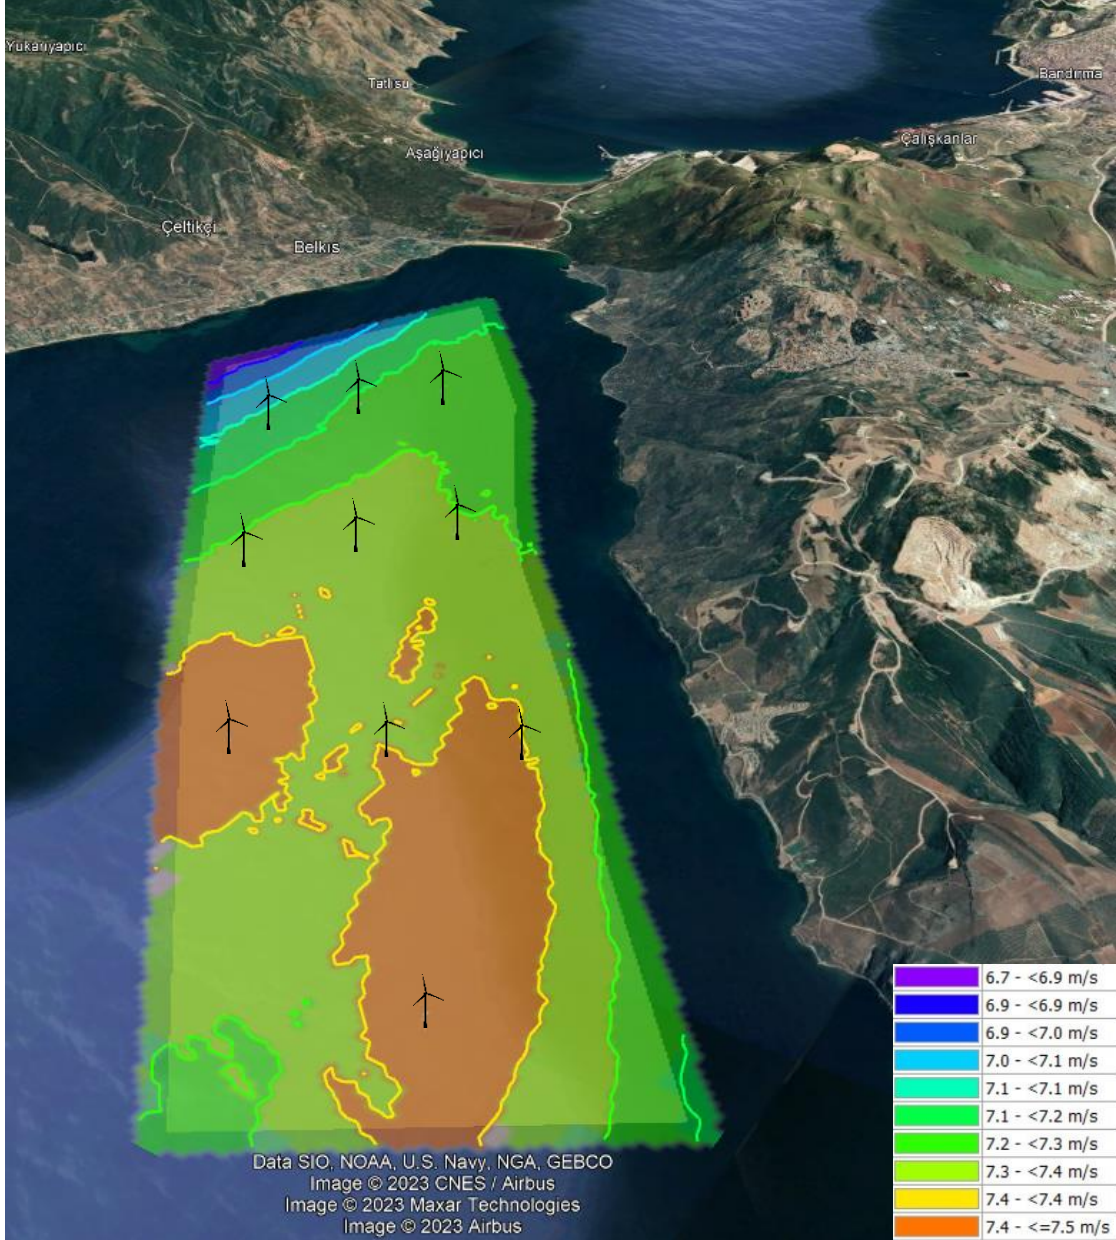 Yukarıyapıcı
Tatlısu
Bandırma
Aşağıyapıcı
Çalışkanlar
Çeltikçi
Belkıs
6.7 - <6.9 m/s
6.9 - <6.9 m/s
6.9 - <7.0 m/s
7.0 - <7.1 m/s
7.1 - <7.1 m/s
7.1 - <7.2 m/s
7.2 - <7.3 m/s
7.3 - <7.4 m/s
7.4 - <7.4 m/s
7.4 - <=7.5 m/s
Data SIO, NOAA, U.S. Navy, NGA, GEBCO
Image © 2023 CNES / Airbus
Image © 2023 Maxar Technologies
Image © 2023 Airbus